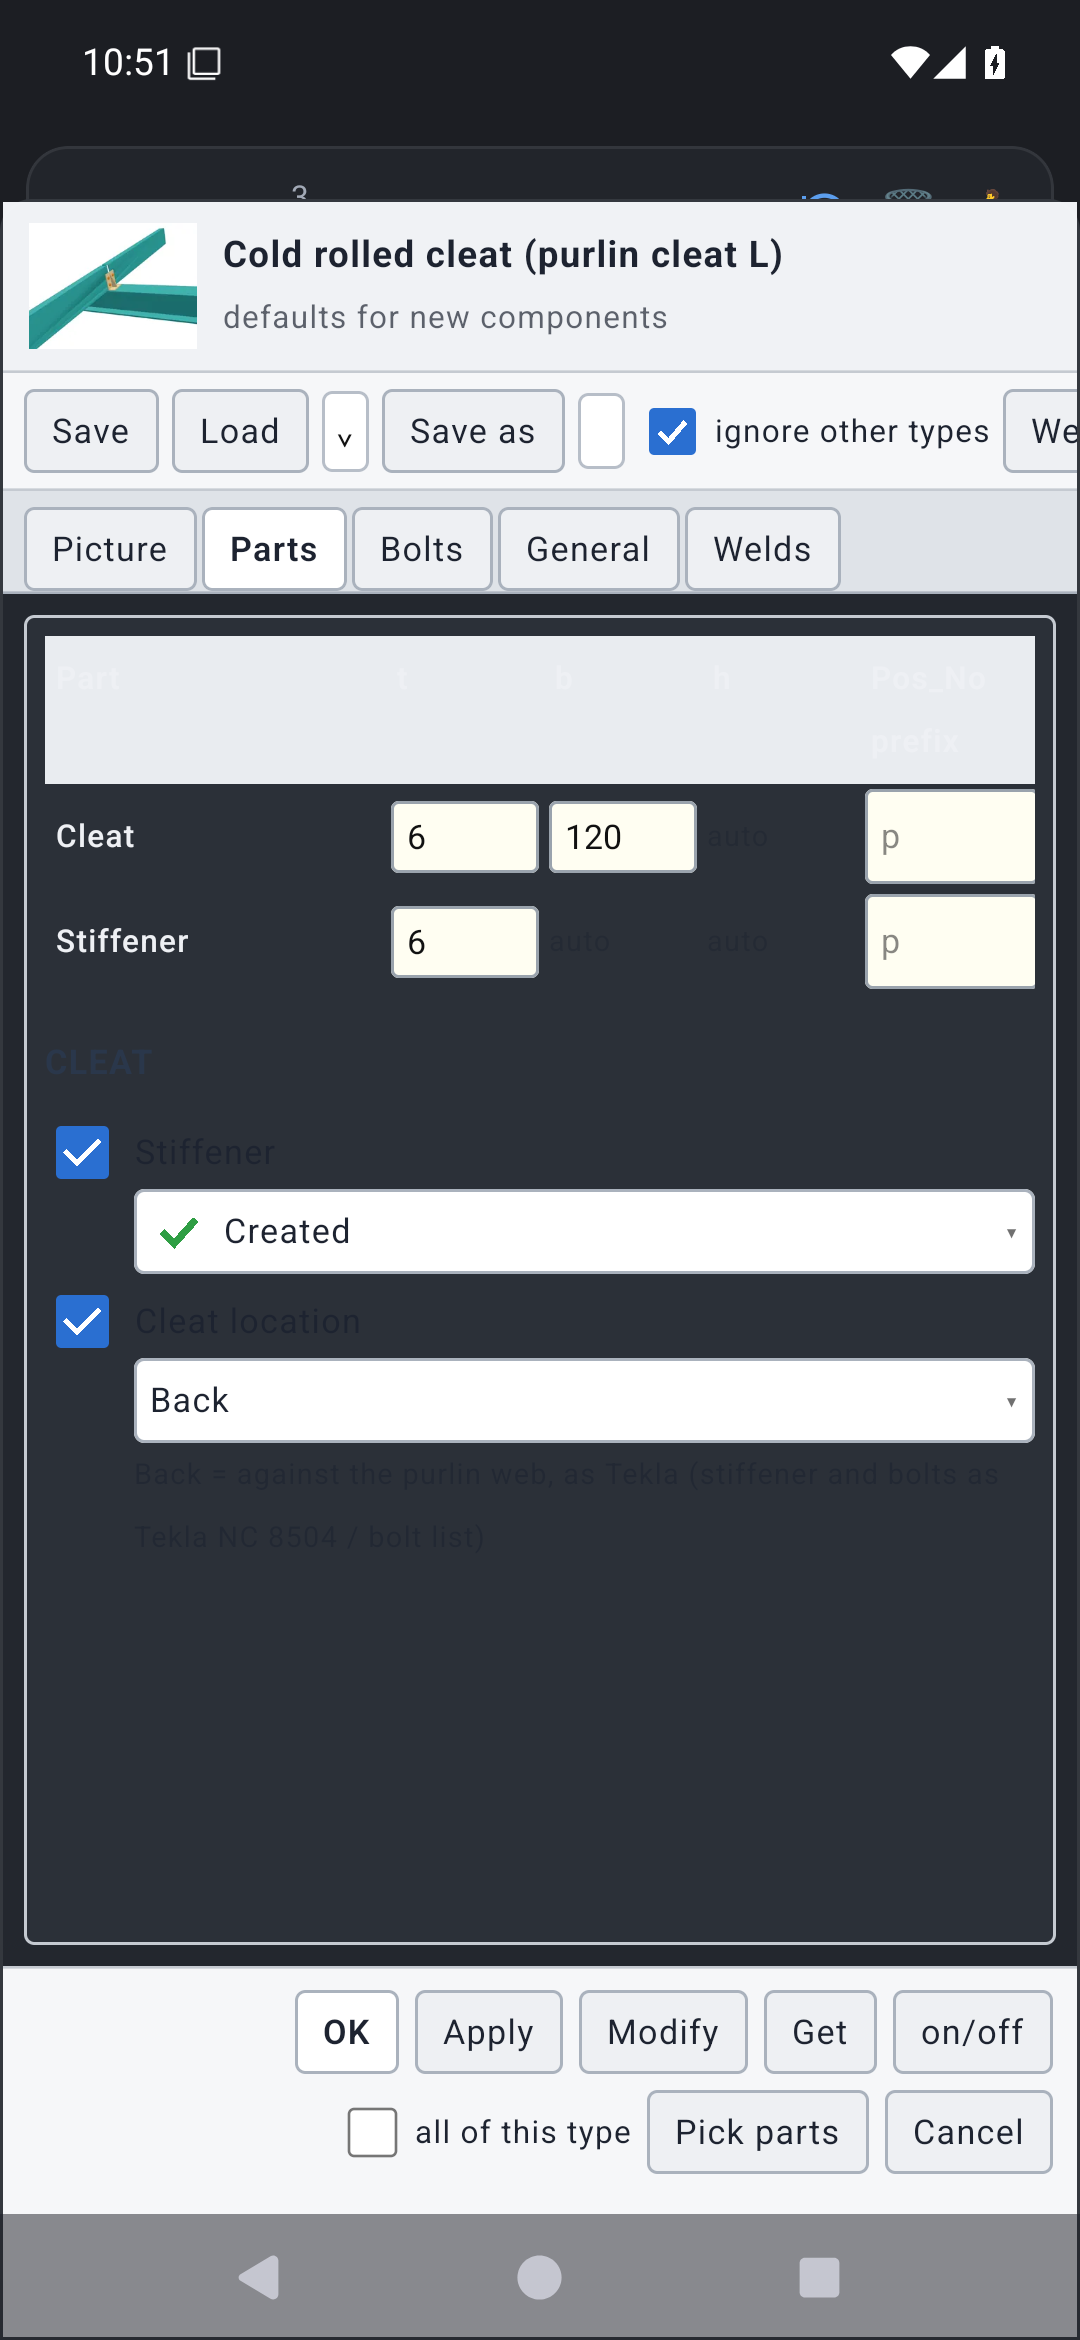 10:51
3
Cold rolled cleat (purlin cleat L)
defaults for new components
Save Load v Save as ignore other types We
Picture Parts Bolts General Welds
Part t b h Pos_No
prefix
Cleat 6 120 auto p
Stiffener 6 auto auto p
CLEAT
Stiffener
Created
Cleat location
Back
Back = against the purlin web, as Tekla (stiffener and bolts as
Tekla NC 8504 / bolt list)
OK Apply Modify Get on/off
all of this type Pick parts Cancel